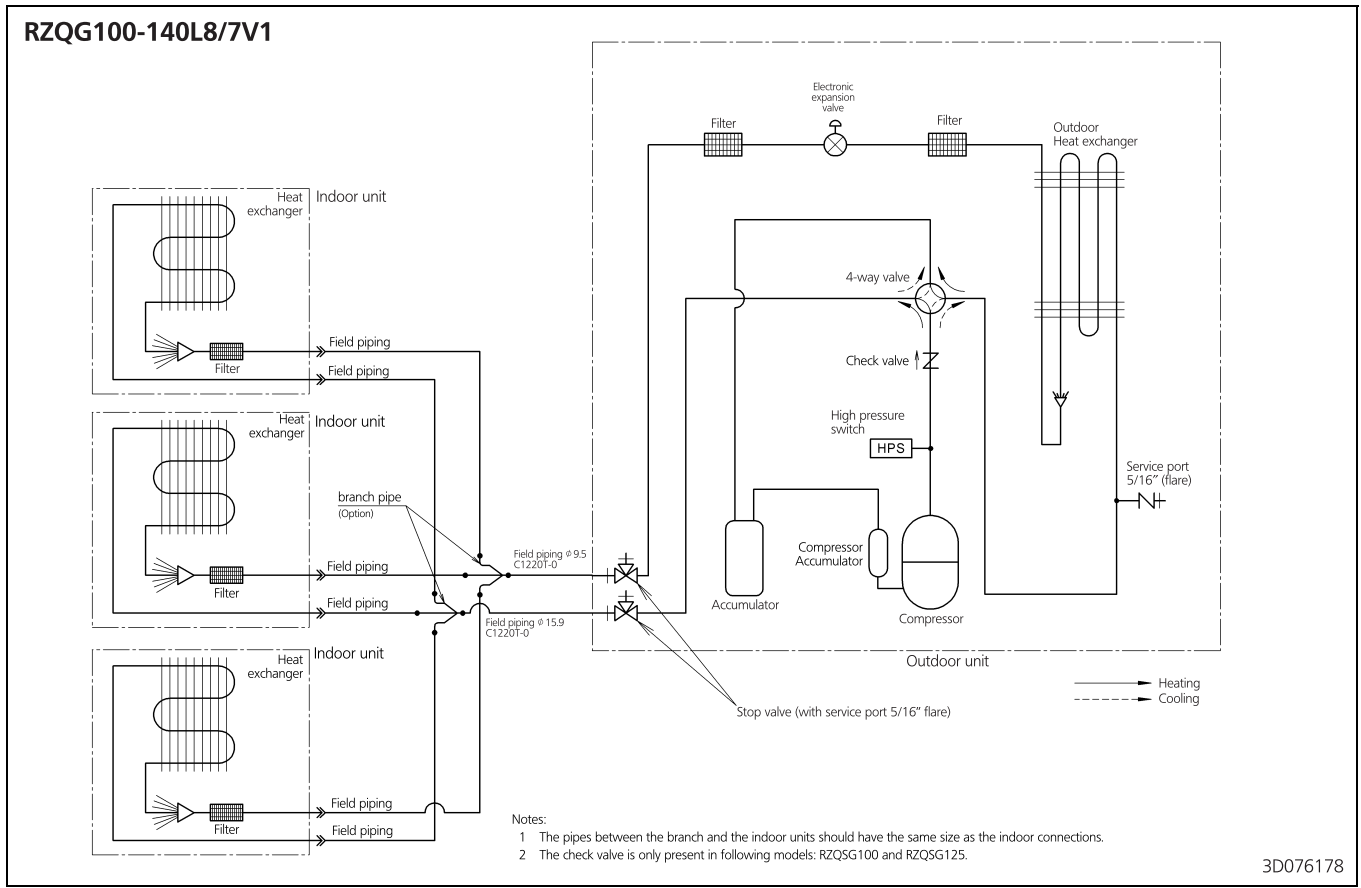 RZQG100-140L8/7V1
Electronic
expansion
valve
Filter
Filter
Outdoor
Heat exchanger
Heat
exchanger
Indoor unit
4-way valve
Field piping
Filter
Field piping
Check valve
High pressure
switch
HPS
Heat
exchanger
Indoor unit
Service port
5/16" (flare)
branch pipe
(Option)
Field piping ⌀ 9.5
C1220T-0
Compressor
Accumulator
Field piping
Filter
Field piping
Accumulator
Compressor
Field piping ⌀ 15.9
C1220T-0
Heat
exchanger
Indoor unit
Outdoor unit
Heating
Cooling
Stop valve (with service port 5/16" flare)
Field piping
Filter
Field piping
Notes:
1 The pipes between the branch and the indoor units should have the same size as the indoor connections.
2 The check valve is only present in following models: RZQSG100 and RZQSG125.
3D076178